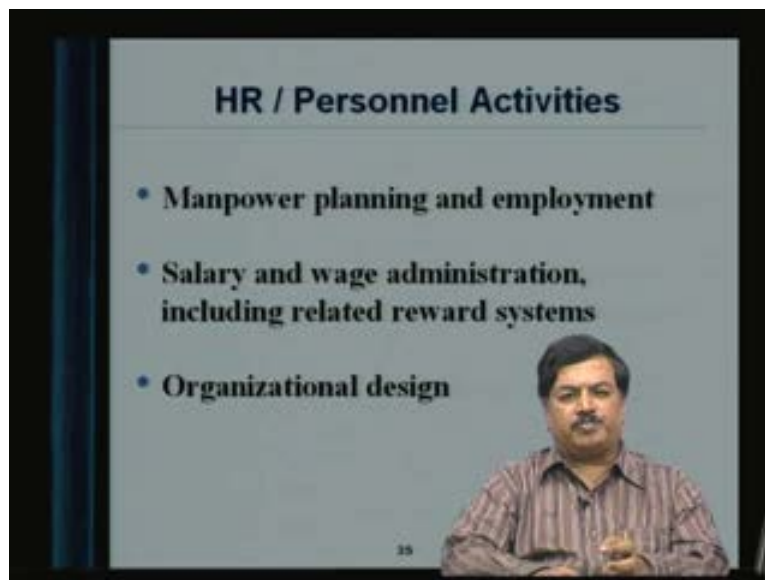 HR / Personnel Activities
• Manpower planning and employment
• Salary and wage administration,
including related reward systems
• Organizational design
35